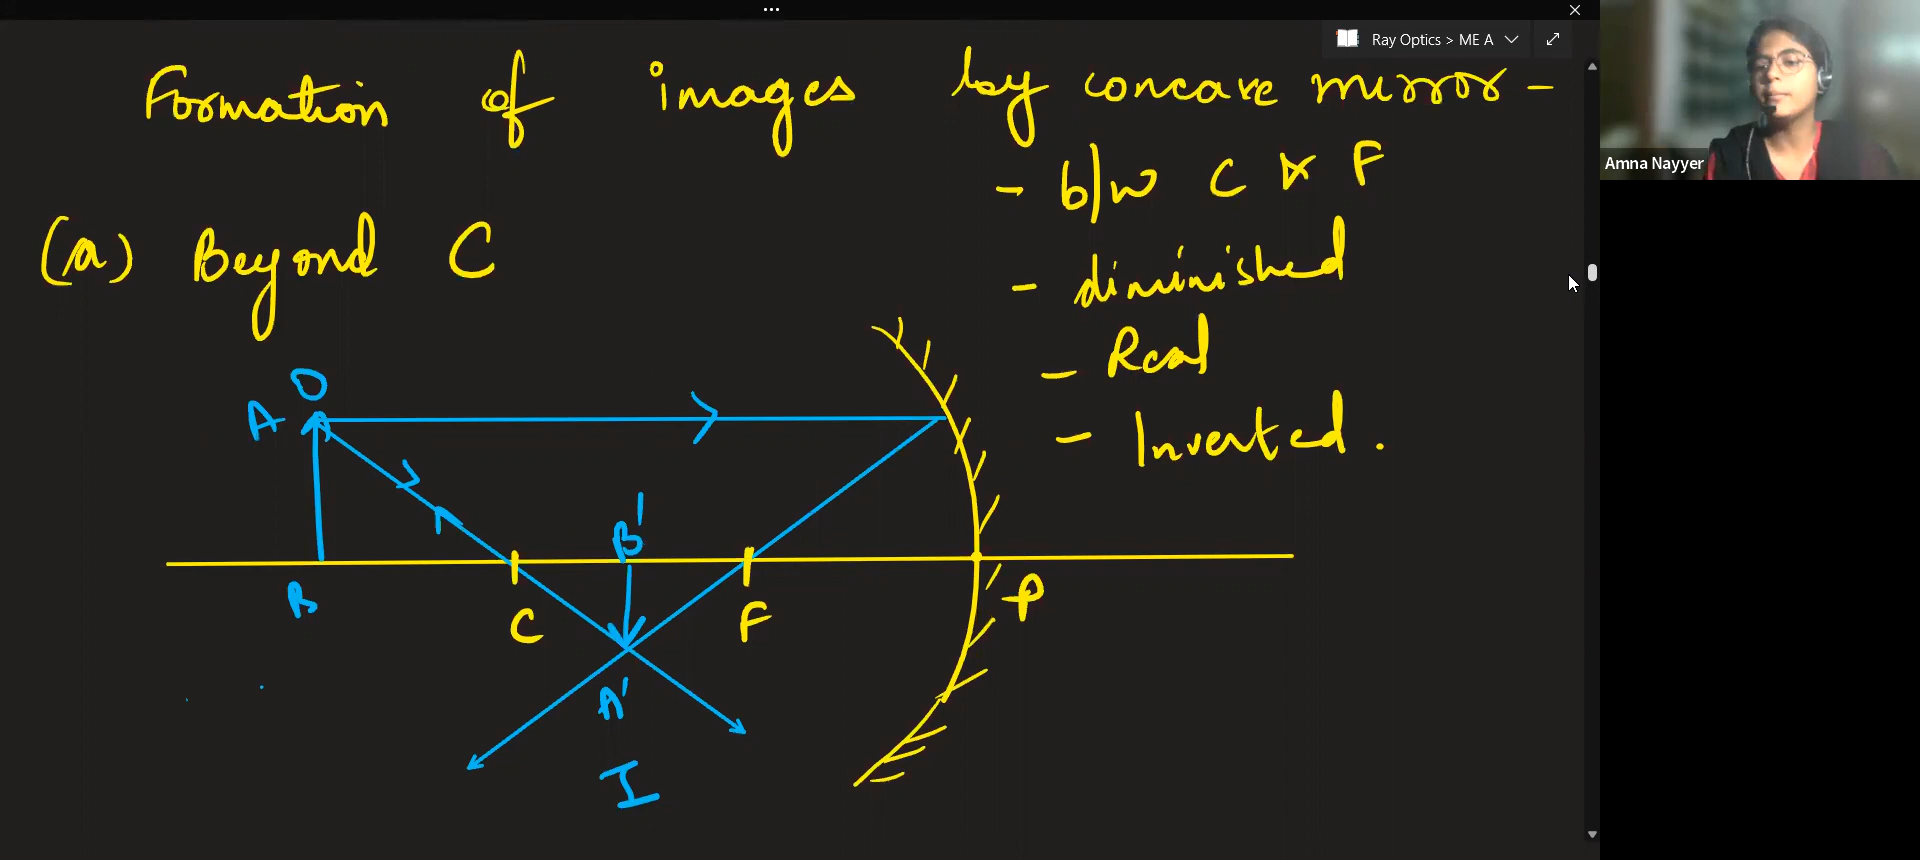 Ray Optics > ME A
Formation of images by concave mirror -
- b/w C & F
(a) Beyond C
- diminished
- Real
O
A
- Inverted.
B'
B
C
F
P
A'
I
Amna Nayyer